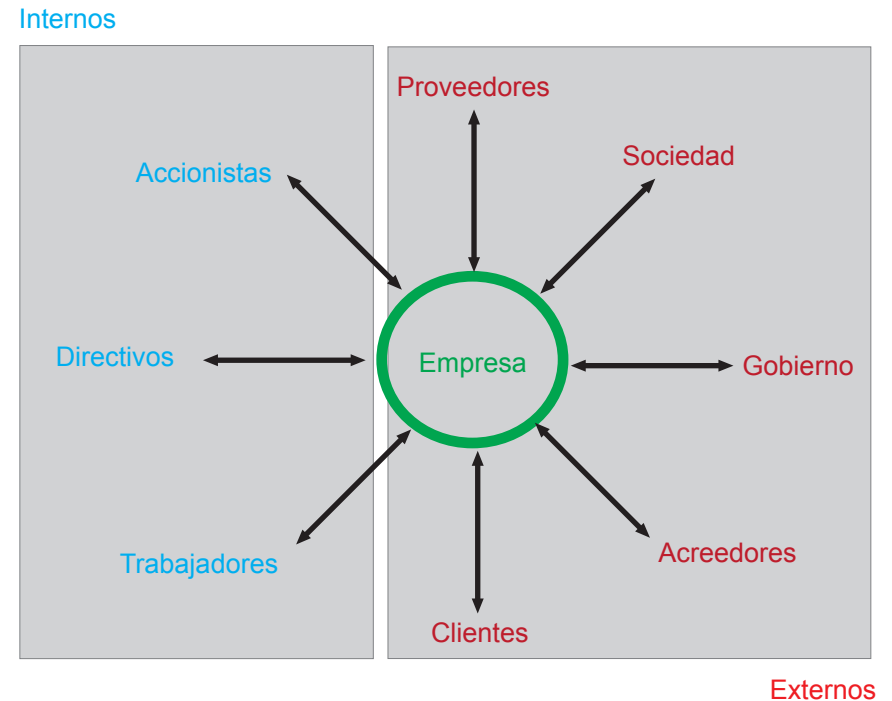 Internos
Proveedores
Sociedad
Accionistas
Directivos
Empresa
Gobierno
Trabajadores
Acreedores
Clientes
Externos